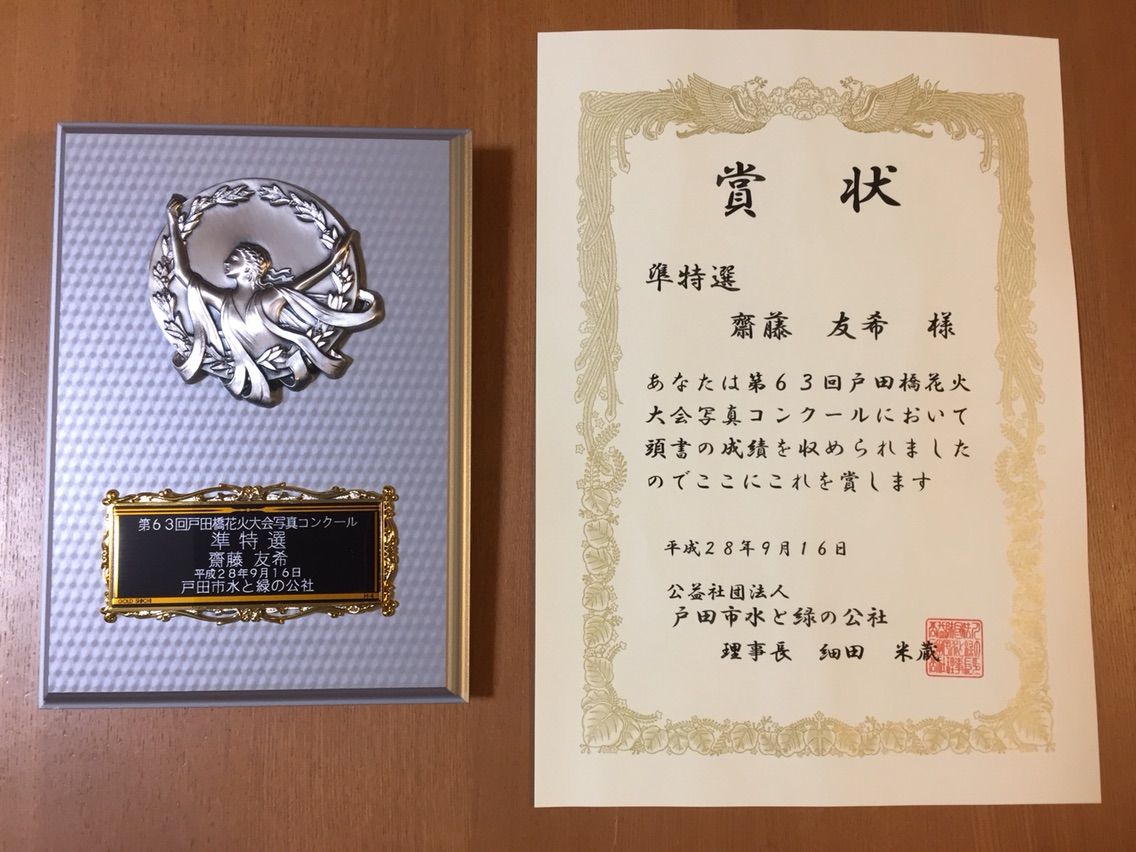 第６３回戸田橋花火大会写真コンクール
準特選
齋藤 友希
平成２８年９月１６日
戸田市水と緑の公社
H-4
賞 状
準特選
齋藤 友希 様
あなたは第６３回戸田橋花火
大会写真コンクールにおいて
頭書の成績を収められました
のでここにこれを賞します
平成２８年９月１６日
公益社団法人
戸田市水と緑の公社
理事長 細田 米蔵